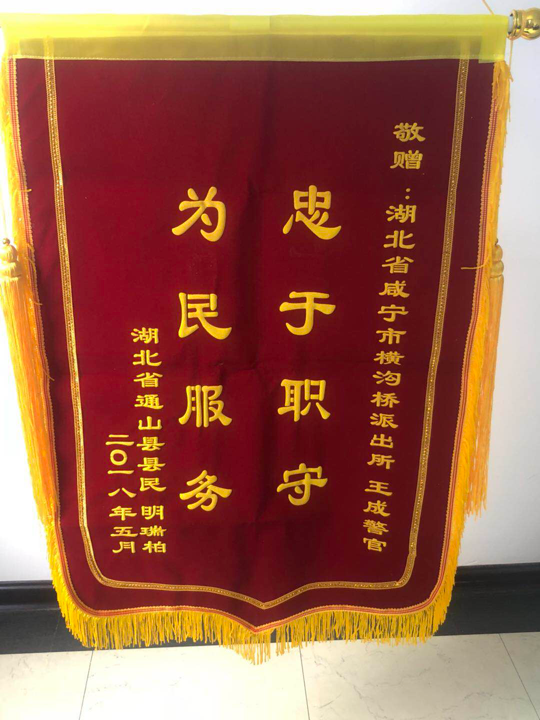 敬赠：湖北省咸宁市横沟桥派出所 王成警官
忠于职守
为民服务
湖北省通山县县民 明瑞柏
二〇一八年五月